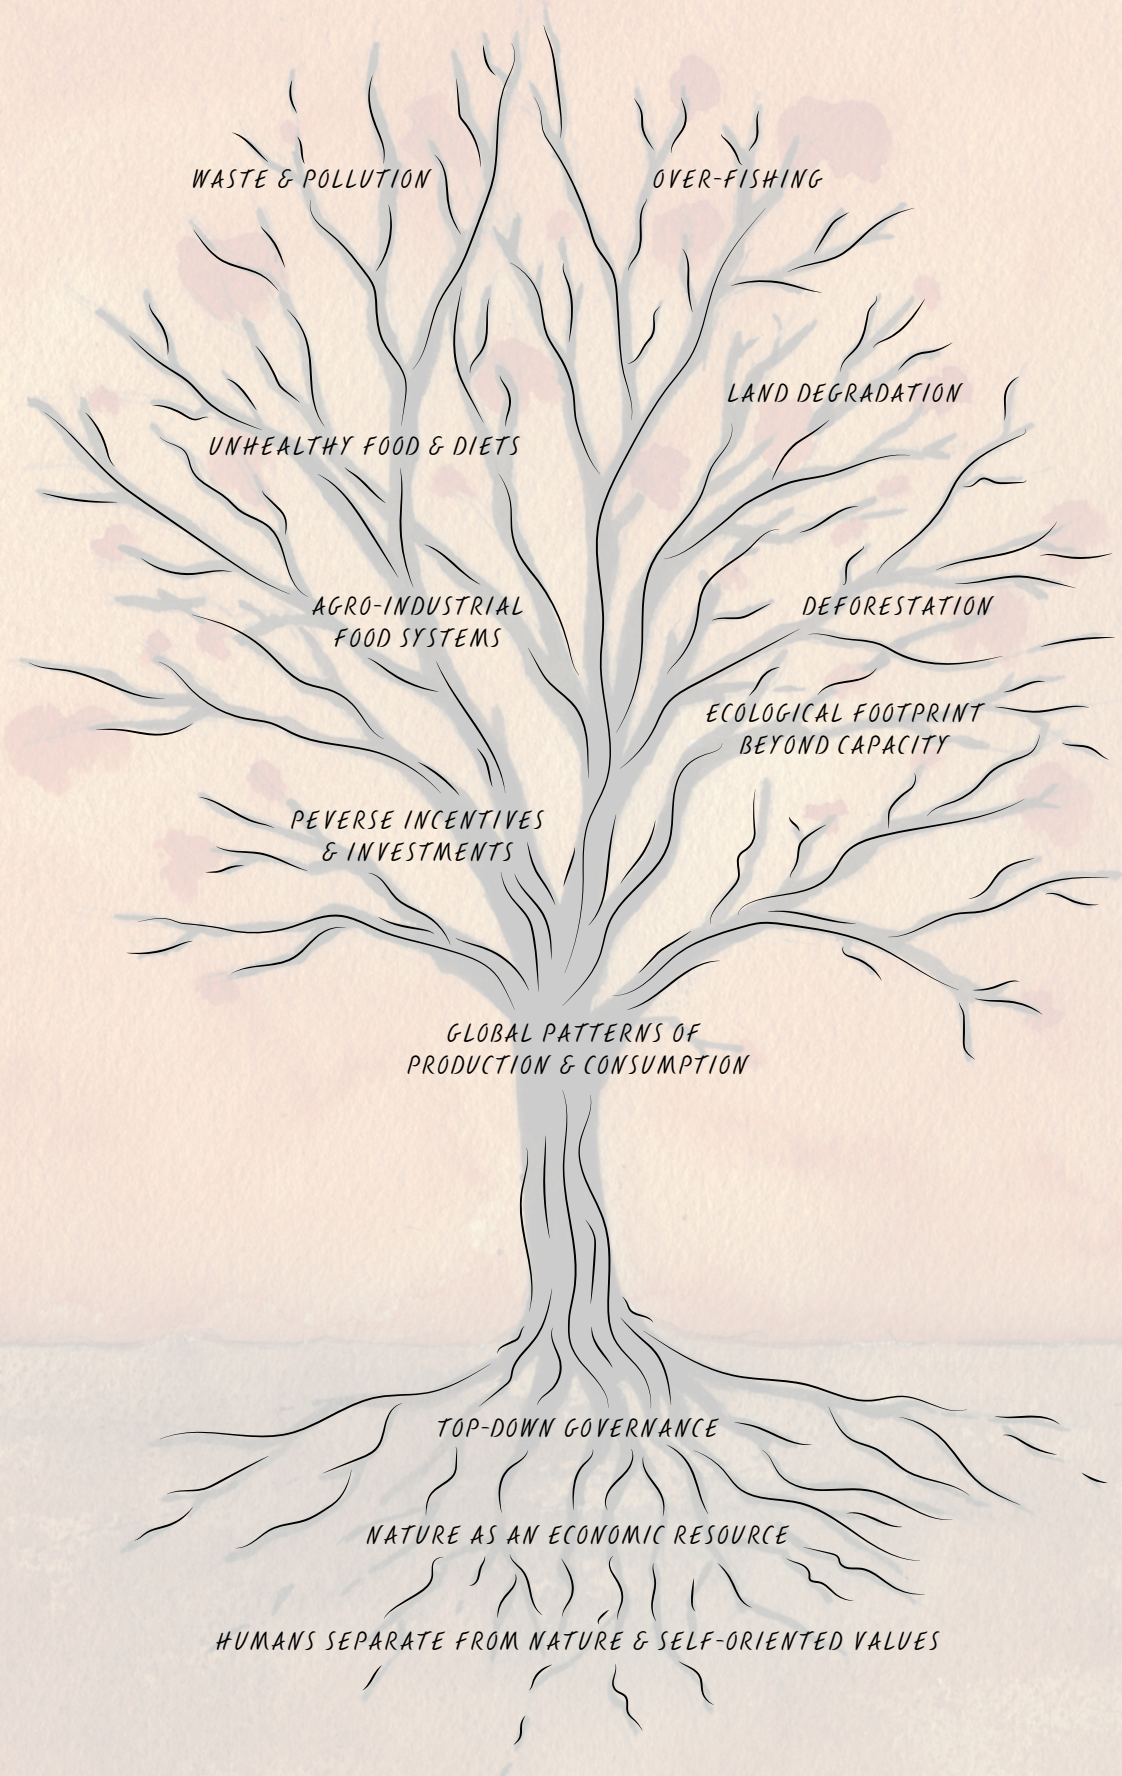 WASTE & POLLUTION
OVER-FISHING
LAND DEGRADATION
UNHEALTHY FOOD & DIETS
AGRO-INDUSTRIAL
FOOD SYSTEMS
DEFORESTATION
ECOLOGICAL FOOTPRINT
BEYOND CAPACITY
PEVERSE INCENTIVES
& INVESTMENTS
GLOBAL PATTERNS OF
PRODUCTION & CONSUMPTION
TOP-DOWN GOVERNANCE
NATURE AS AN ECONOMIC RESOURCE
HUMANS SEPARATE FROM NATURE & SELF-ORIENTED VALUES